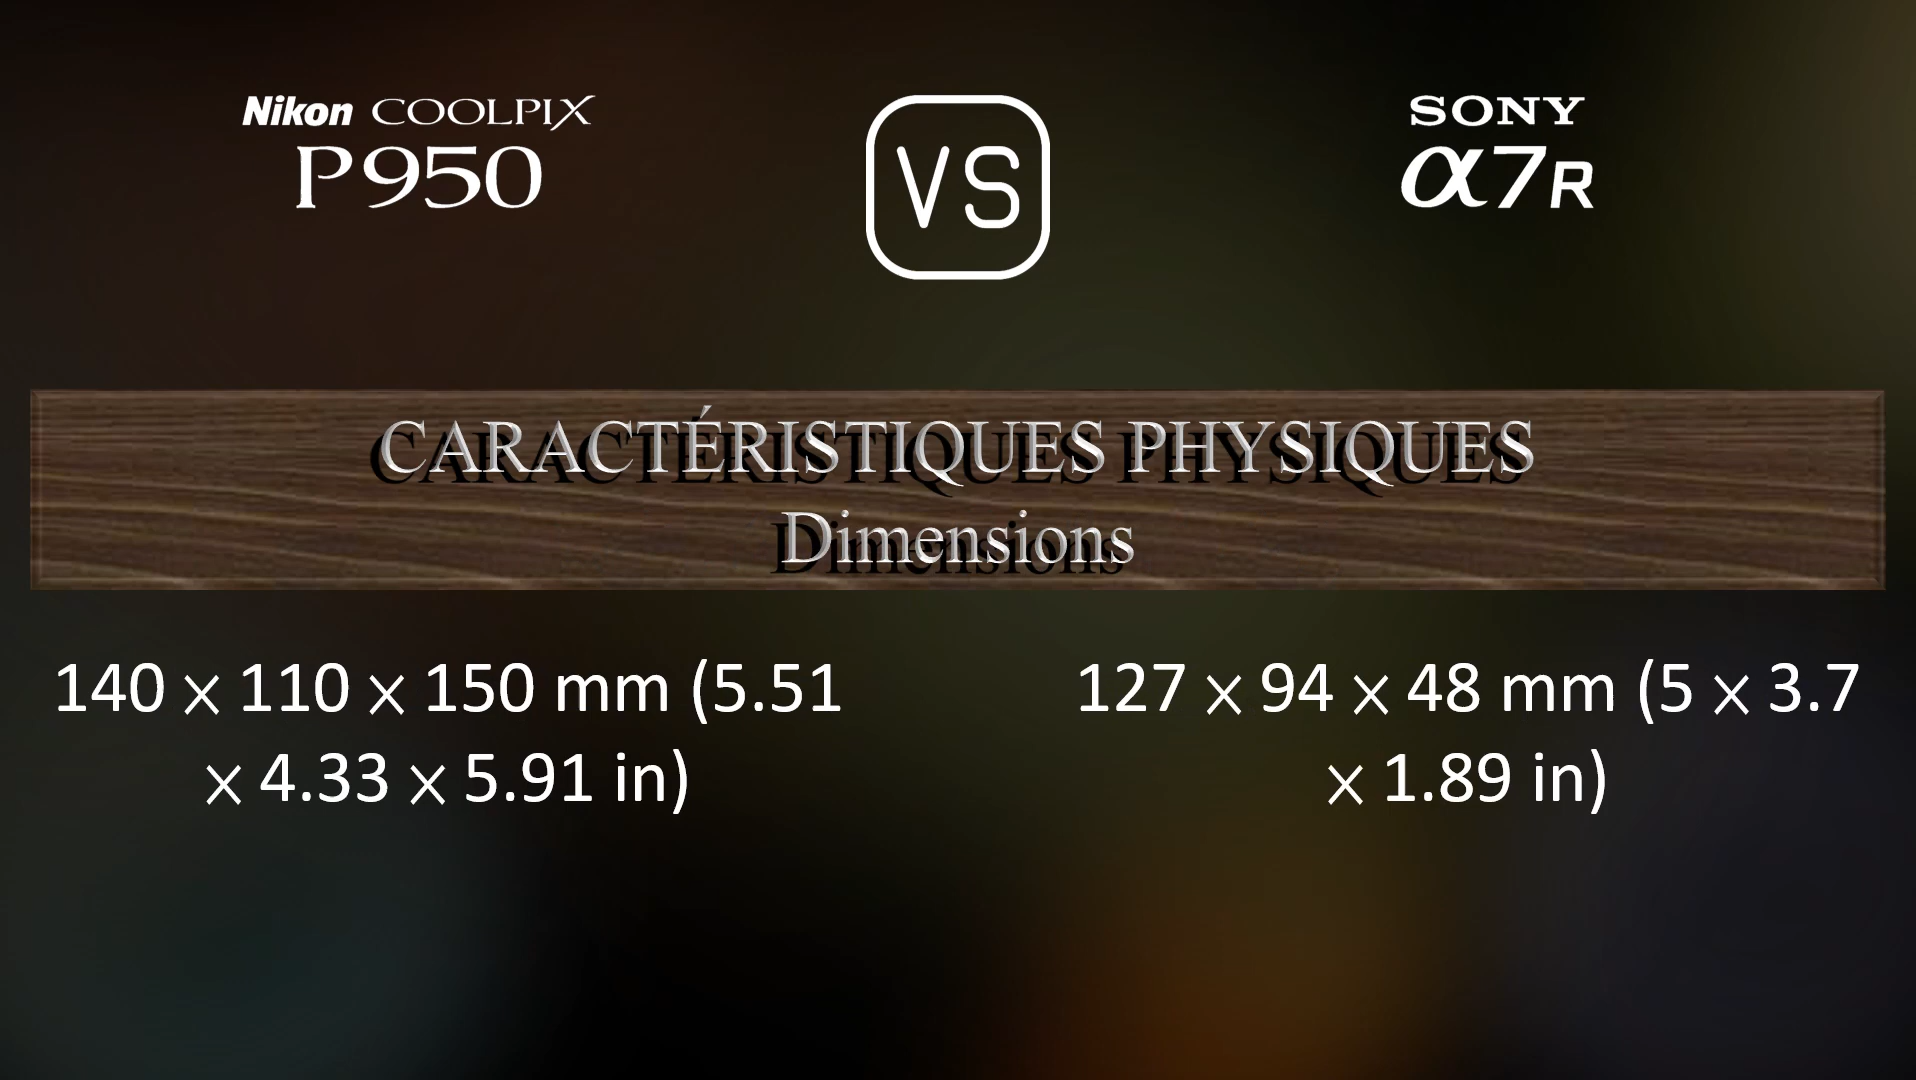 Nikon COOLPIX
P950
VS
SONY
α7R
CARACTÉRISTIQUES PHYSIQUES
Dimensions
140 x 110 x 150 mm (5.51
x 4.33 x 5.91 in)
127 x 94 x 48 mm (5 x 3.7
x 1.89 in)